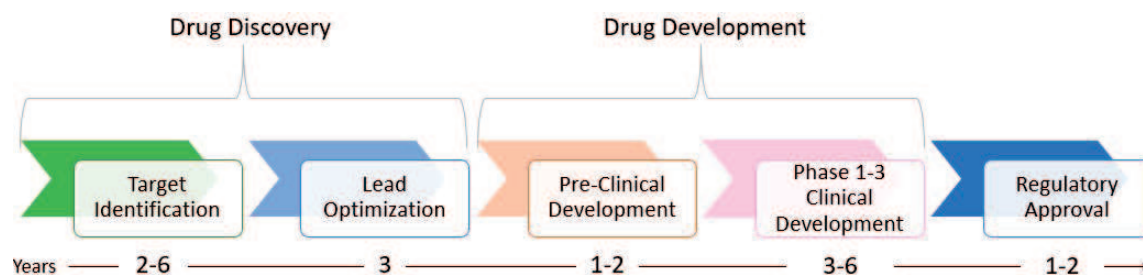 Drug Discovery
Drug Development
Target
Identification
Lead
Optimization
Pre-Clinical
Development
Phase 1-3
Clinical
Development
Regulatory
Approval
Years 2-6 3 1-2 3-6 1-2